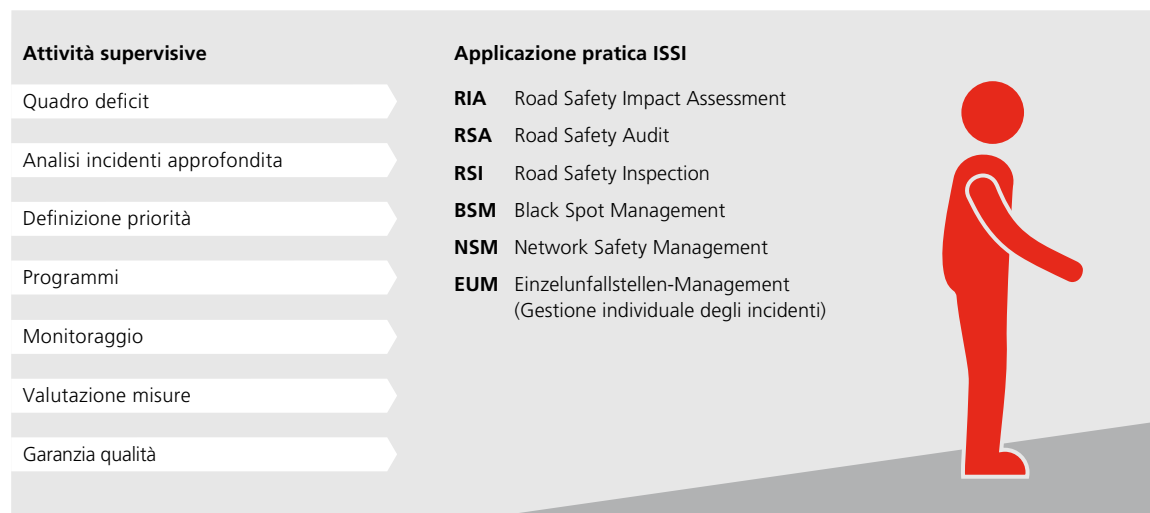 Attività supervisive
Quadro deficit
Analisi incidenti approfondita
Definizione priorità
Programmi
Monitoraggio
Valutazione misure
Garanzia qualità
Applicazione pratica ISSI
RIA Road Safety Impact Assessment
RSA Road Safety Audit
RSI Road Safety Inspection
BSM Black Spot Management
NSM Network Safety Management
EUM Einzelunfallstellen-Management
(Gestione individuale degli incidenti)